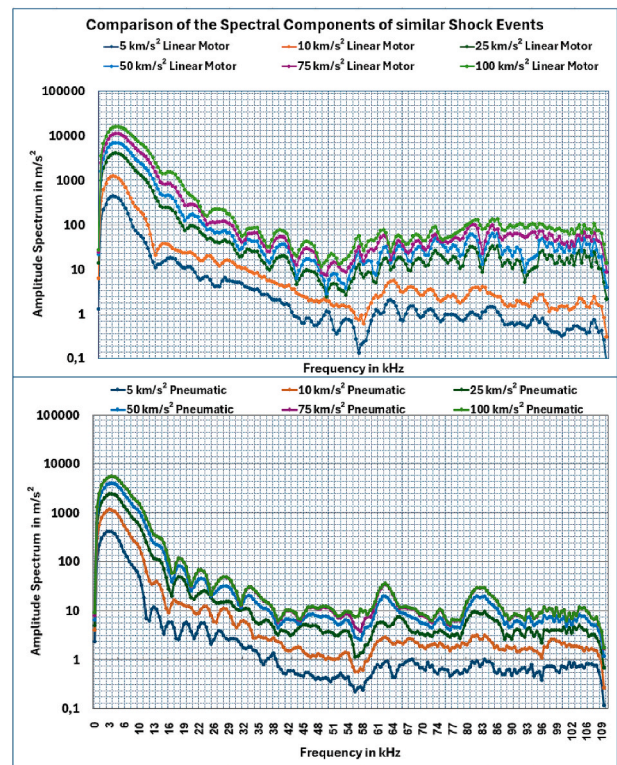 Comparison of the Spectral Components of similar Shock Events
5 km/s² Linear Motor 10 km/s² Linear Motor 25 km/s² Linear Motor
50 km/s² Linear Motor 75 km/s² Linear Motor 100 km/s² Linear Motor
100000
10000
1000
100
10
1
0,1
Amplitude Spectrum in m/s²
Frequency in kHz
5 km/s² Pneumatic 10 km/s² Pneumatic 25 km/s² Pneumatic
50 km/s² Pneumatic 75 km/s² Pneumatic 100 km/s² Pneumatic
100000
10000
1000
100
10
1
0,1
Amplitude Spectrum in m/s²
0 3 6 10 13 16 19 22 26 29 32 35 38 42 45 48 51 54 58 61 64 67 70 74 77 80 83 86 90 93 96 99 102 106 109
Frequency in kHz